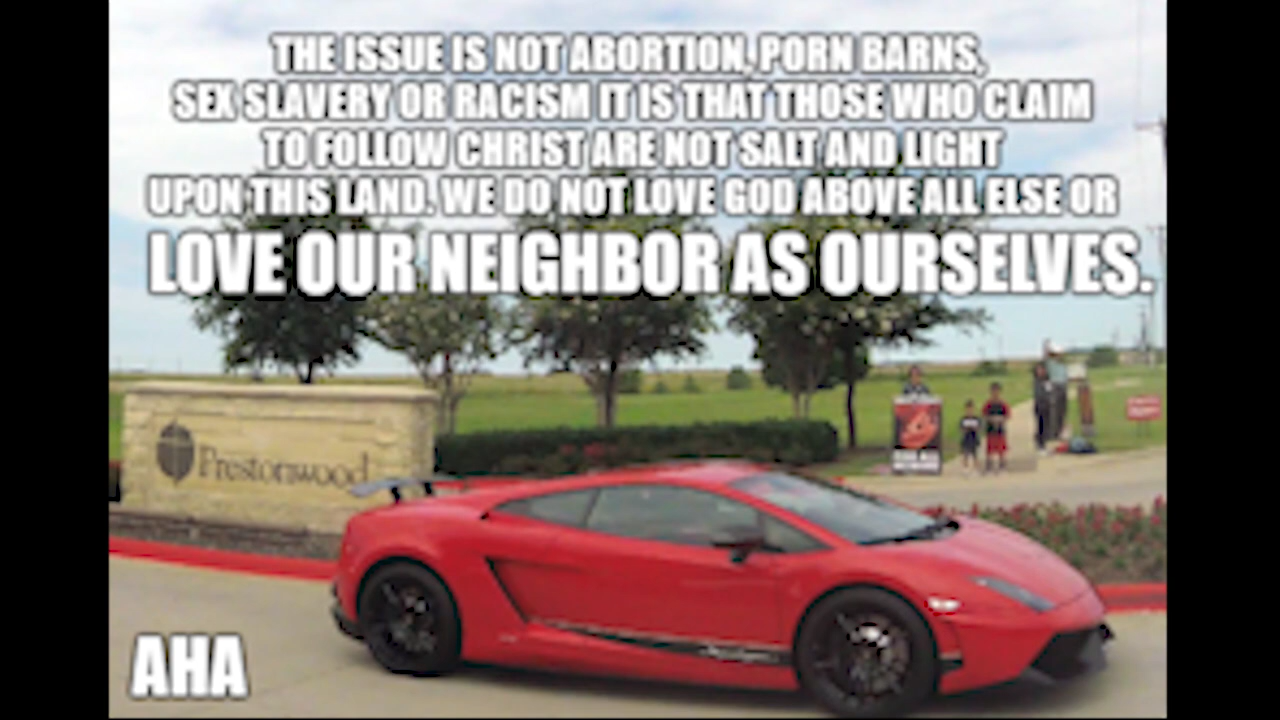 THE ISSUE IS NOT ABORTION, PORN BARNS,
SEX SLAVERY OR RACISM IT IS THAT THOSE WHO CLAIM
TO FOLLOW CHRIST ARE NOT SALT AND LIGHT
UPON THIS LAND. WE DO NOT LOVE GOD ABOVE ALL ELSE OR
LOVE OUR NEIGHBOR AS OURSELVES.
Prestonwood
AHA